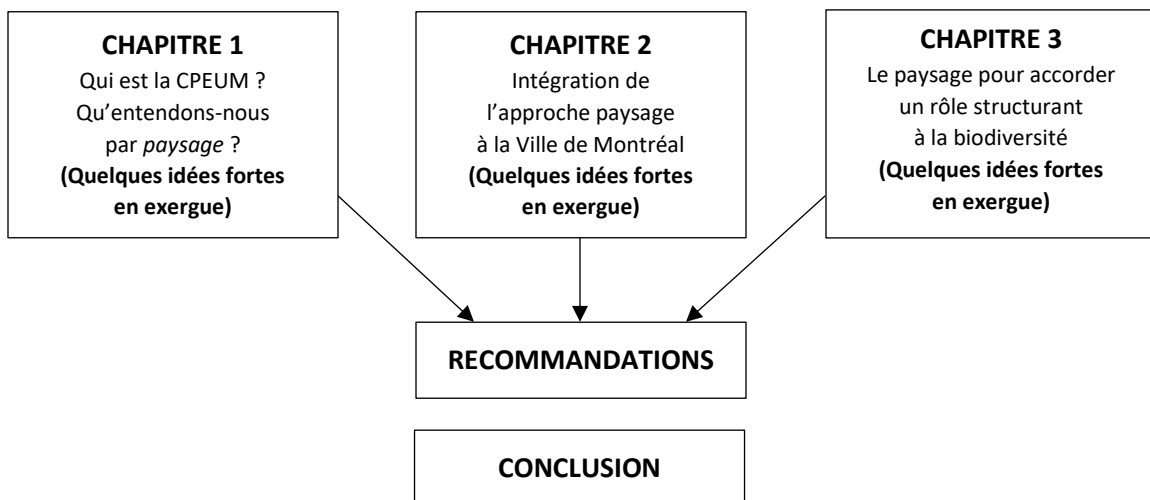 CHAPITRE 1
Qui est la CPEUM ?
Qu’entendons-nous
par paysage ?
(Quelques idées fortes
en exergue)
CHAPITRE 2
Intégration de
l’approche paysage
à la Ville de Montréal
(Quelques idées fortes
en exergue)
CHAPITRE 3
Le paysage pour accorder
un rôle structurant
à la biodiversité
(Quelques idées fortes
en exergue)
RECOMMANDATIONS
CONCLUSION